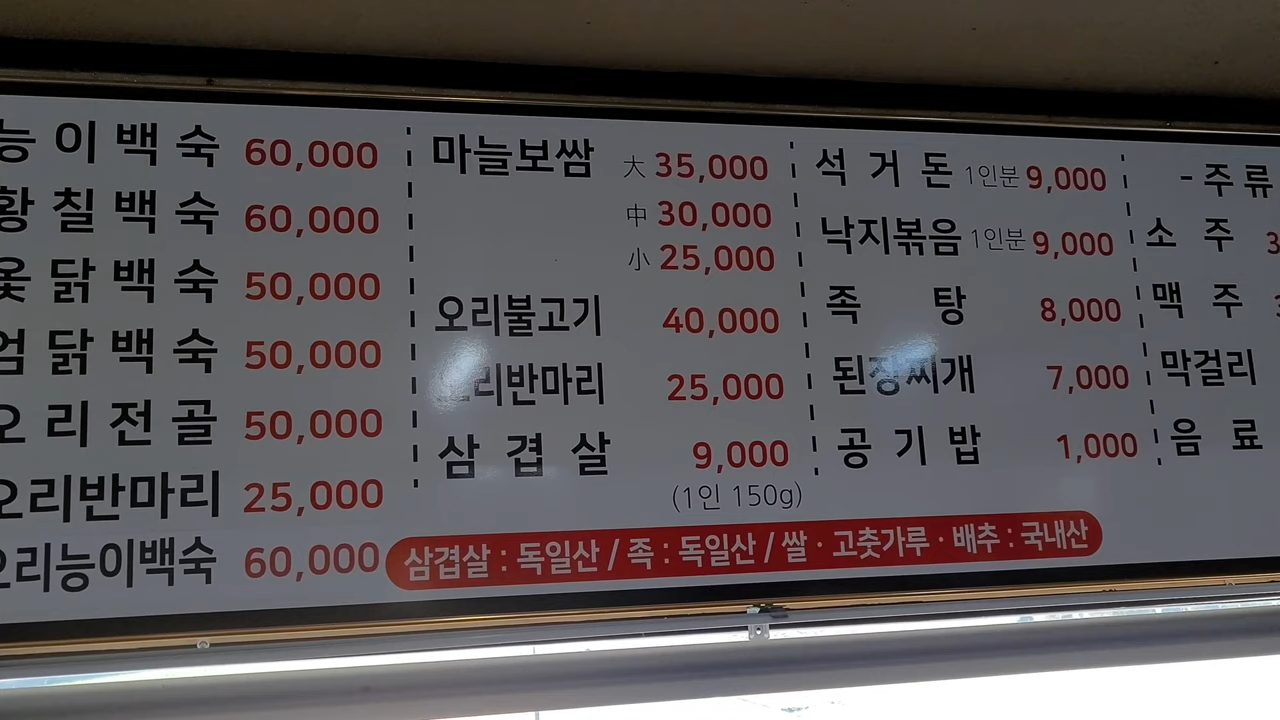 능이백숙 60,000
황칠백숙 60,000
옻닭백숙 50,000
엄닭백숙 50,000
오리전골 50,000
오리반마리 25,000
오리능이백숙 60,000
마늘보쌈 大 35,000
中 30,000
小 25,000
오리불고기 40,000
오리반마리 25,000
삼겹살 9,000
(1인 150g)
석거돈 1인분 9,000
낙지볶음 1인분 9,000
족탕 8,000
된장찌개 7,000
공기밥 1,000
-주류
소주
맥주
막걸리
음료
삼겹살 : 독일산 / 족 : 독일산 / 쌀 · 고춧가루 · 배추 : 국내산